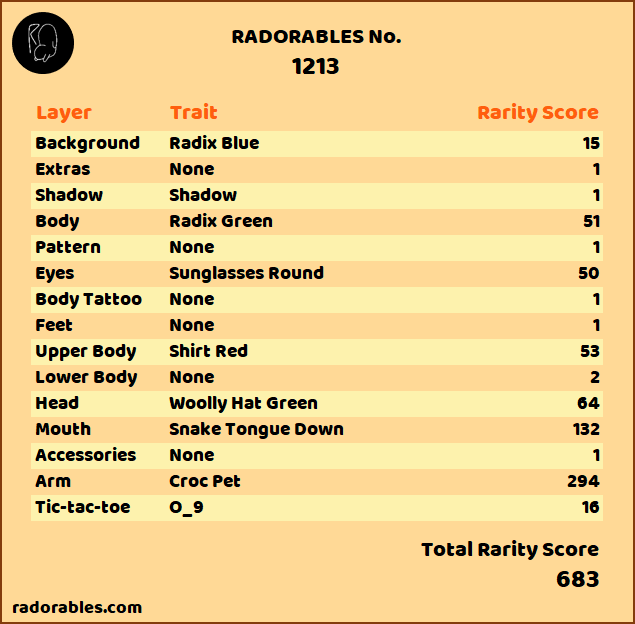 RADORABLES No.
1213
Layer Trait Rarity Score
Background Radix Blue 15
Extras None 1
Shadow Shadow 1
Body Radix Green 51
Pattern None 1
Eyes Sunglasses Round 50
Body Tattoo None 1
Feet None 1
Upper Body Shirt Red 53
Lower Body None 2
Head Woolly Hat Green 64
Mouth Snake Tongue Down 132
Accessories None 1
Arm Croc Pet 294
Tic-tac-toe O_9 16
Total Rarity Score
683
radorables.com